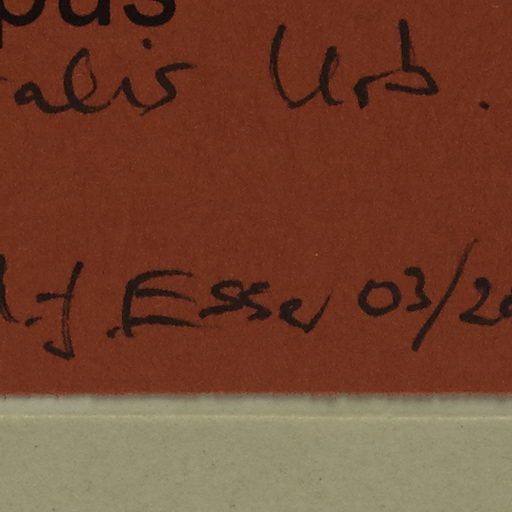 pus
alis Urb.
.-J. Esser 03/20